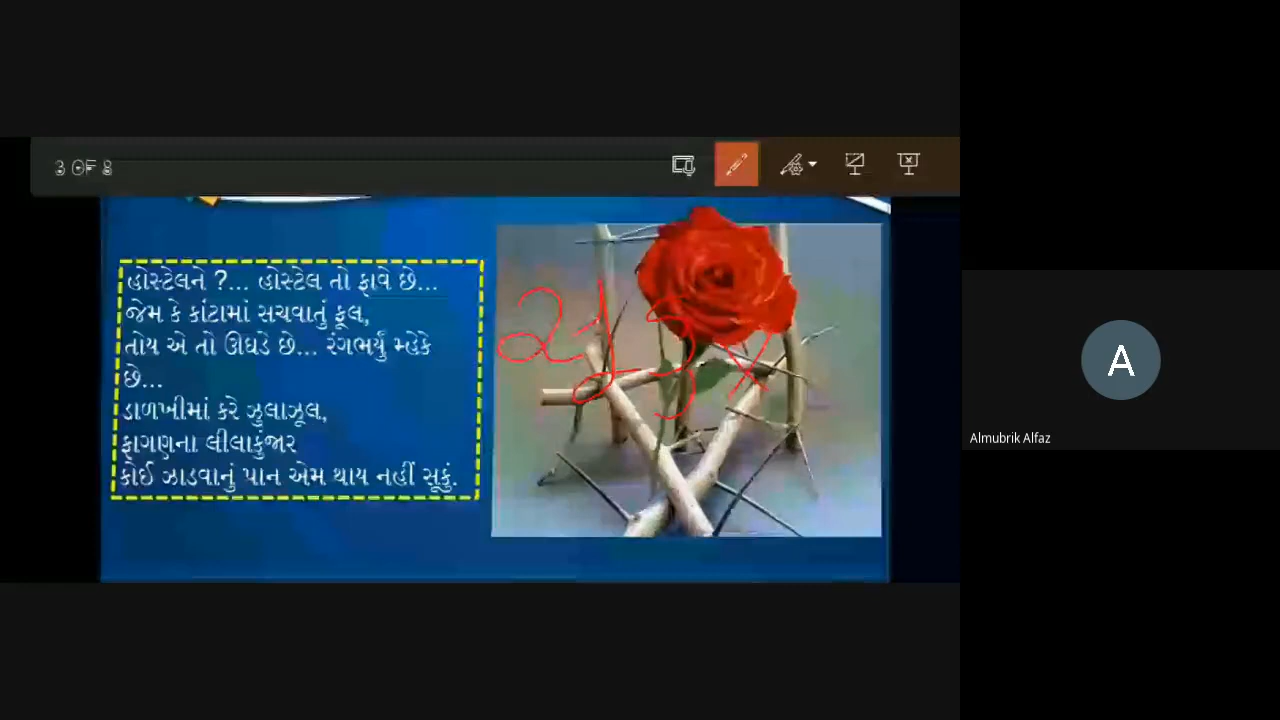 3 OF 8
હોસ્ટેલને ?... હોસ્ટેલ તો ફાવે છે...
જેમ કે કાંટામાં સચવાતું ફૂલ,
તોય એ તો ઊઘડે છે... રંગભર્યું મ્હેકે
છે...
ડાળખીમાં કરે ઝુલાઝૂલ,
ફાગણના લીલાકુંજાર
કોઈ ઝાડવાનું પાન એમ થાય નહીં સૂકું.
A
Almubrik Alfaz